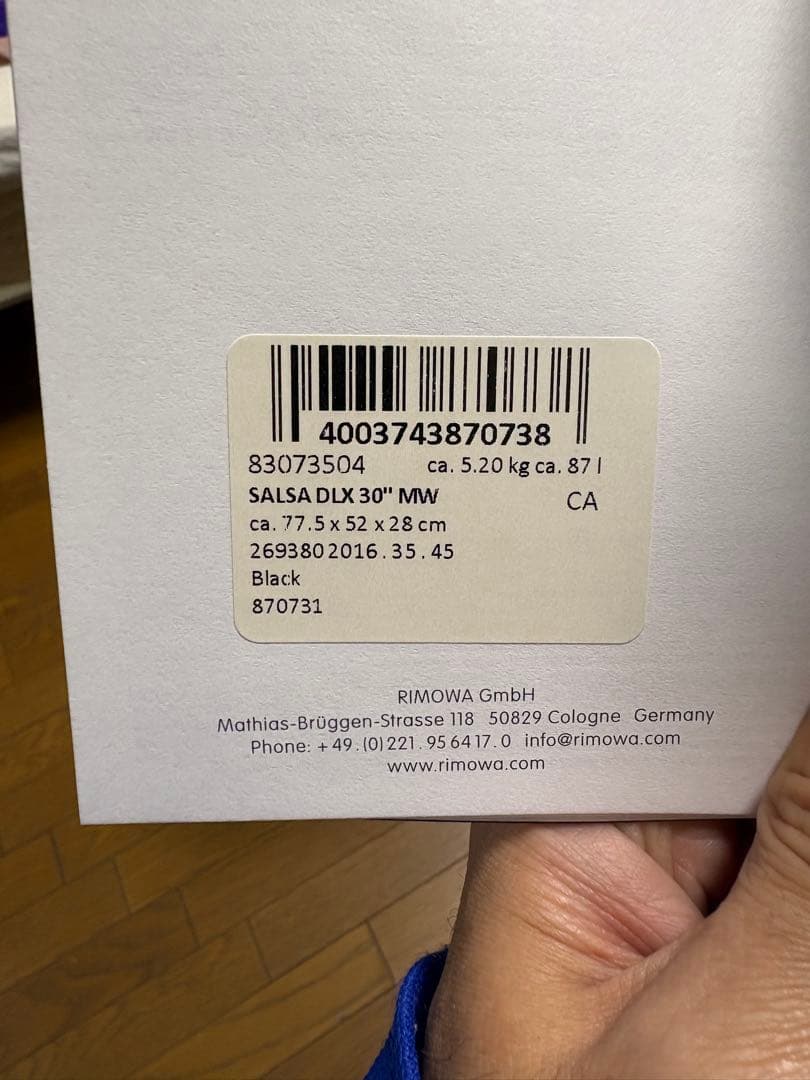 4003743870738
83073504 ca. 5.20 kg ca. 87 l
SALSA DLX 30" MW CA
ca. 77.5 x 52 x 28 cm
2693802016.35.45
Black
870731
RIMOWA GmbH
Mathias-Brüggen-Strasse 118 50829 Cologne Germany
Phone: +49.(0)221.956417.0 info@rimowa.com
www.rimowa.com